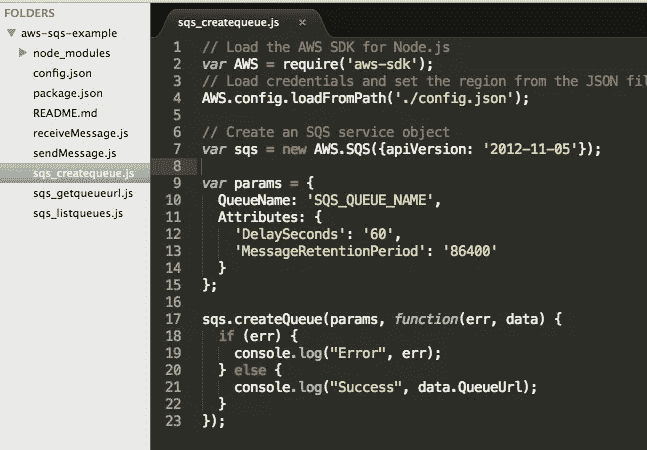 FOLDERS
aws-sqs-example
node_modules
config.json
package.json
README.md
receiveMessage.js
sendMessage.js
sqs_createqueue.js
sqs_getqueueurl.js
sqs_listqueues.js
sqs_createqueue.js ×
1 // Load the AWS SDK for Node.js
2 var AWS = require('aws-sdk');
3 // Load credentials and set the region from the JSON fil
4 AWS.config.loadFromPath('./config.json');
5
6 // Create an SQS service object
7 var sqs = new AWS.SQS({apiVersion: '2012-11-05'});
8
9 var params = {
10   QueueName: 'SQS_QUEUE_NAME',
11   Attributes: {
12     'DelaySeconds': '60',
13     'MessageRetentionPeriod': '86400'
14   }
15 };
16
17 sqs.createQueue(params, function(err, data) {
18   if (err) {
19     console.log("Error", err);
20   } else {
21     console.log("Success", data.QueueUrl);
22   }
23 });